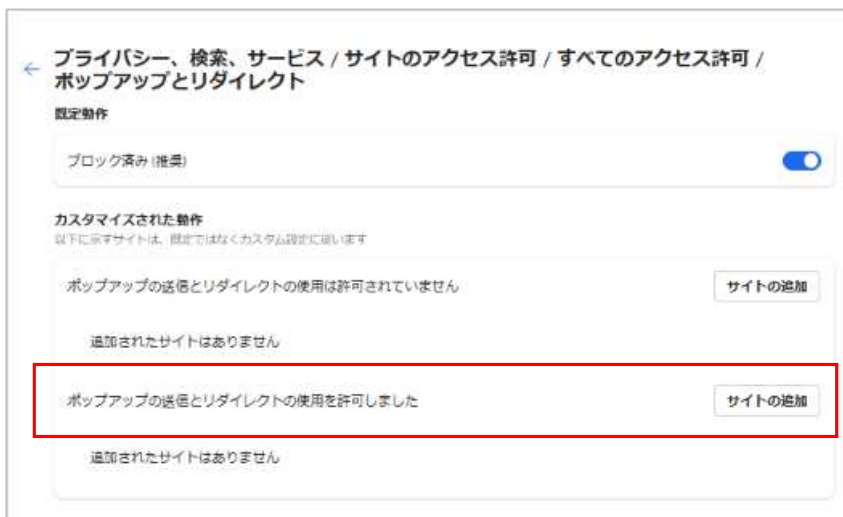 ← プライバシー、検索、サービス / サイトのアクセス許可 / すべてのアクセス許可 /
ポップアップとリダイレクト
既定動作
ブロック済み (推奨)
カスタマイズされた動作
以下に示すサイトは、既定ではなくカスタム設定に従います
ポップアップの送信とリダイレクトの使用は許可されていません
サイトの追加
追加されたサイトはありません
ポップアップの送信とリダイレクトの使用を許可しました
サイトの追加
追加されたサイトはありません